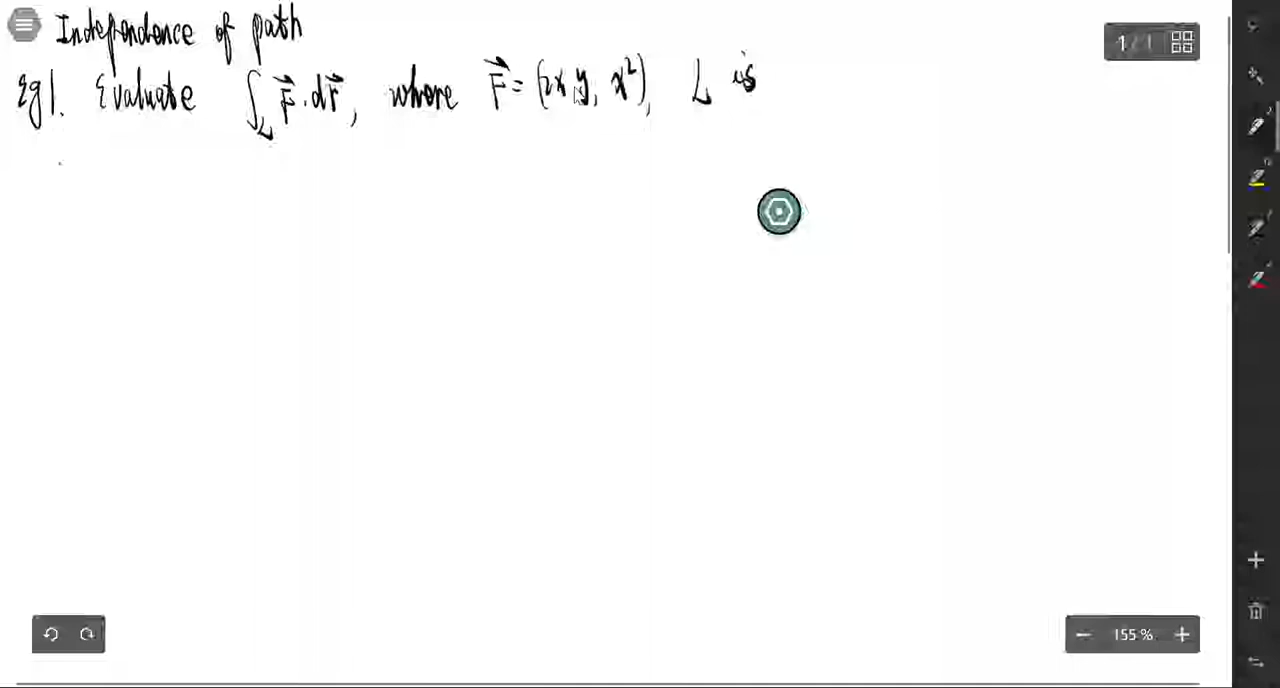 Independence of path
Eg1. Evaluate ∫_L F⃗·dr⃗, where F⃗ = (2xy, x²), L is
1 / 1
155 %